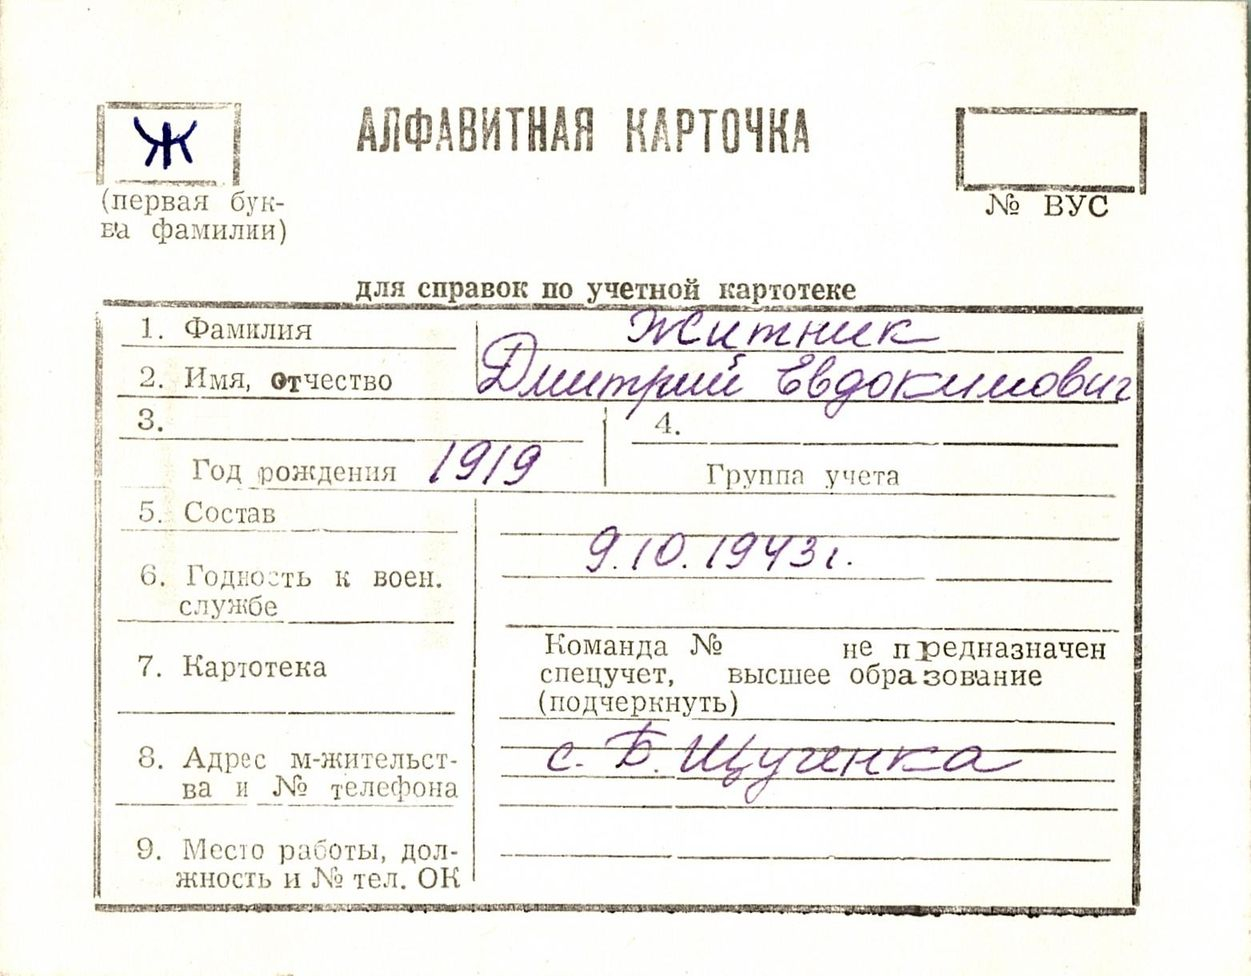 Ж
АЛФАВИТНАЯ КАРТОЧКА
(первая бук-
ва фамилии)
№ ВУС
для справок по учетной картотеке
1. Фамилия Житник
2. Имя, отчество Дмитрий Евдокимович
3. 4.
Год рождения 1919 Группа учета
5. Состав
9.10.1943г.
6. Годность к воен.
службе
7. Картотека
Команда № не предназначен
спецучет, высшее образование
(подчеркнуть)
8. Адрес м-жительст-
ва и № телефона
с. Б. Щученка
9. Место работы, дол-
жность и № тел. ОК